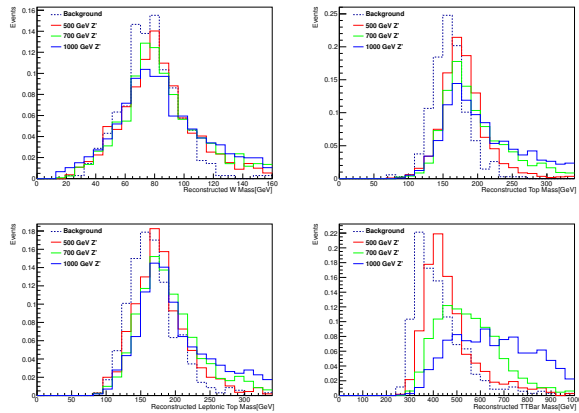 Events
0.16
0.14
0.12
0.1
0.08
0.06
0.04
0.02
0
Background
500 GeV Z'
700 GeV Z'
1000 GeV Z'
0 20 40 60 80 100 120 140 160
Reconstructed W Mass[GeV]
Events
0.25
0.2
0.15
0.1
0.05
0
Background
500 GeV Z'
700 GeV Z'
1000 GeV Z'
0 50 100 150 200 250 300
Reconstructed Top Mass[GeV]
Events
0.18
0.16
0.14
0.12
0.1
0.08
0.06
0.04
0.02
0
Background
500 GeV Z'
700 GeV Z'
1000 GeV Z'
0 50 100 150 200 250 300
Reconstructed Leptonic Top Mass[GeV]
Events
0.22
0.2
0.18
0.16
0.14
0.12
0.1
0.08
0.06
0.04
0.02
0
Background
500 GeV Z'
700 GeV Z'
1000 GeV Z'
0 100 200 300 400 500 600 700 800 900
Reconstructed TTBar Mass[GeV]